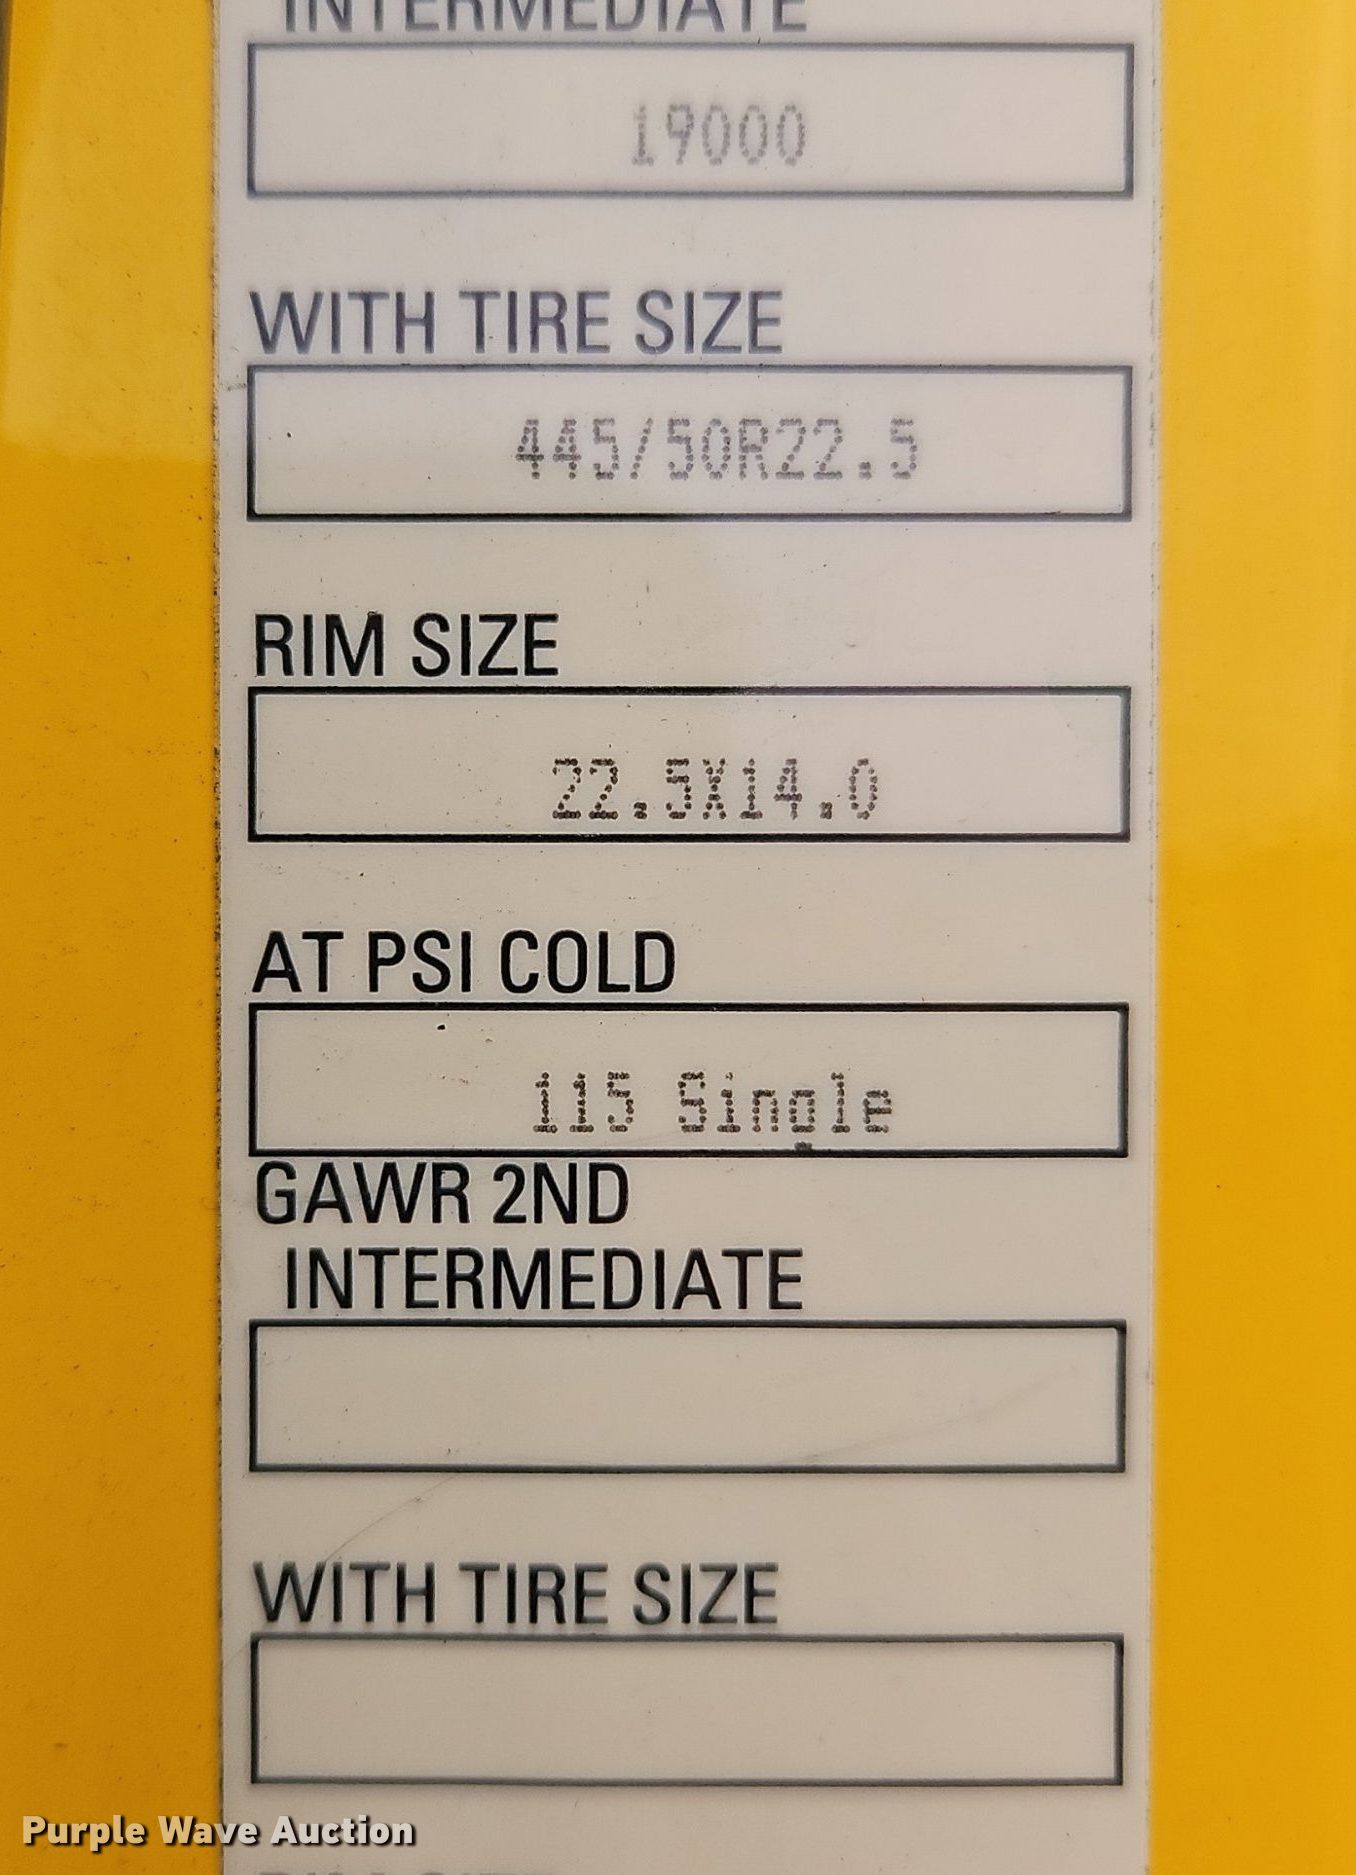 INTERMEDIATE
19000
WITH TIRE SIZE
445/50R22.5
RIM SIZE
22.5X14.0
AT PSI COLD
115 Single
GAWR 2ND
INTERMEDIATE
WITH TIRE SIZE
Purple Wave Auction